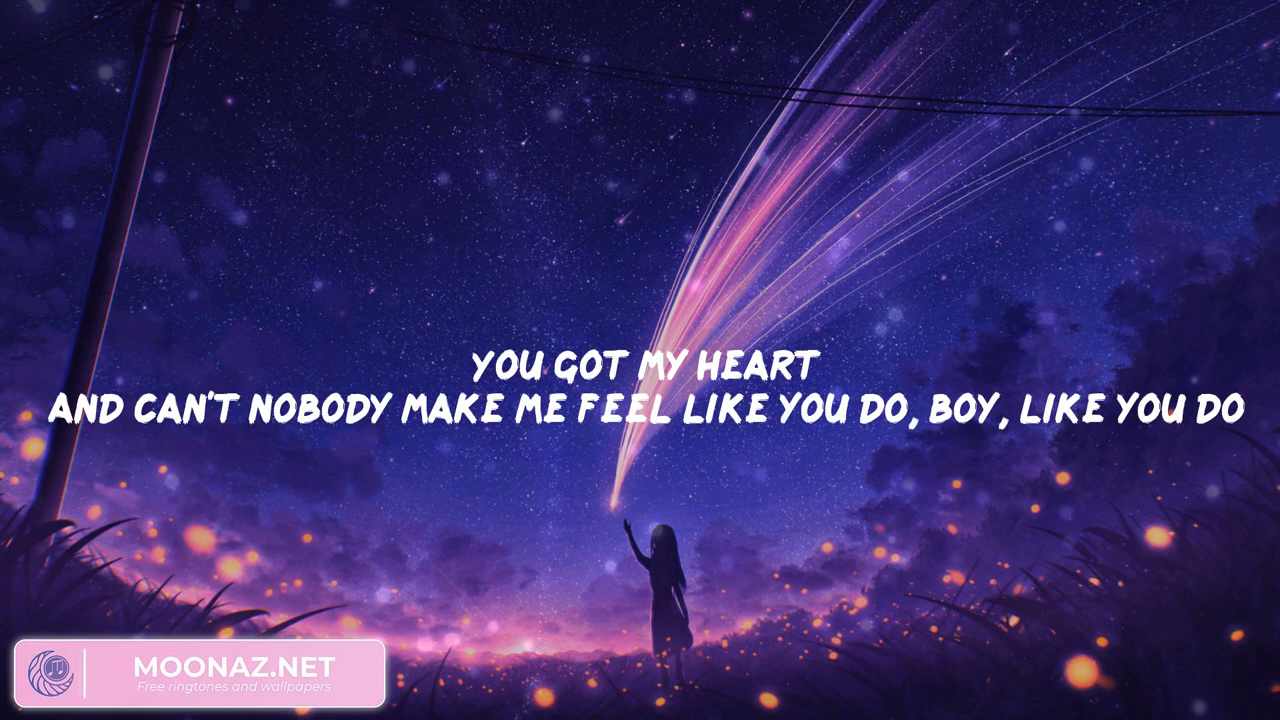 YOU GOT MY HEART
AND CAN'T NOBODY MAKE ME FEEL LIKE YOU DO, BOY, LIKE YOU DO
MOONAZ.NET
Free ringtones and wallpapers